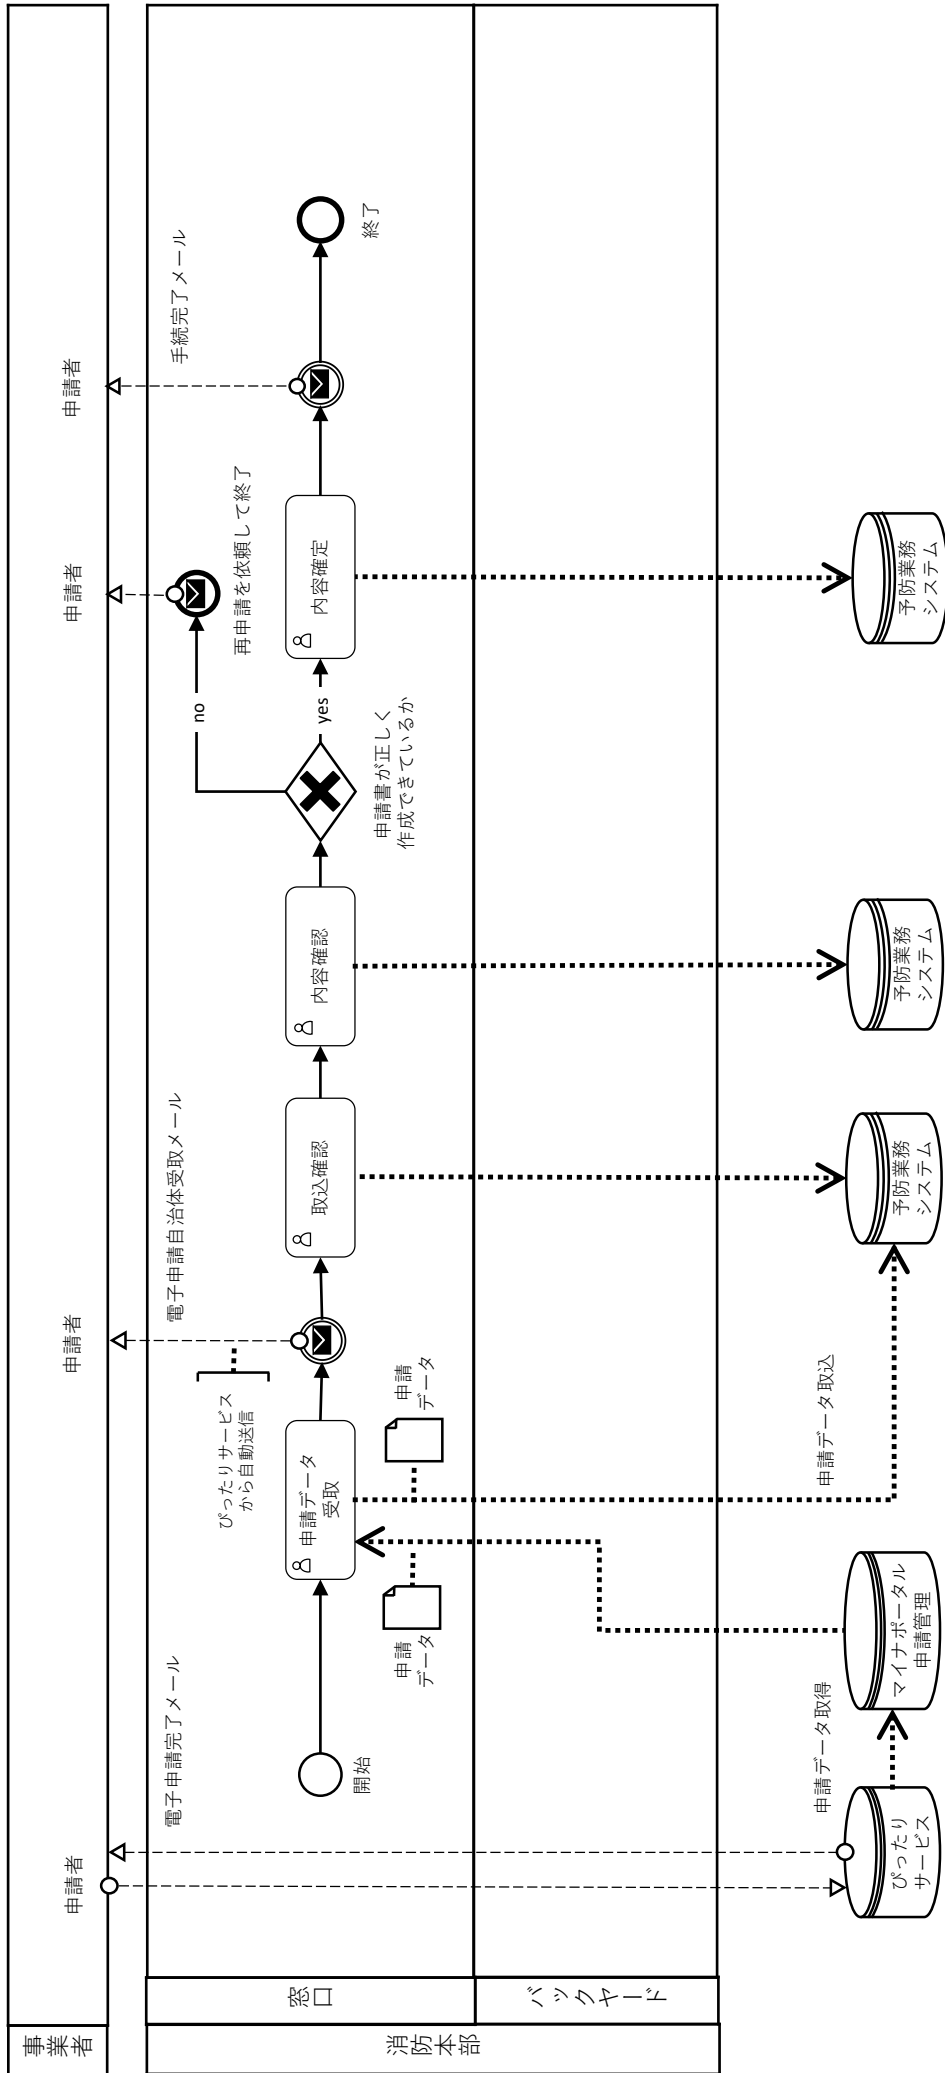 事業者
消防本部
窓口
バックヤード
申請者
電子申請完了メール
開始
申請
データ
申請データ
受取
申請
データ
ぴったりサービス
から自動送信
申請者
電子申請自治体受取メール
取込確認
内容確認
申請書が正しく
作成できているか
no
yes
申請者
再申請を依頼して終了
内容確定
申請者
手続完了メール
終了
ぴったり
サービス
申請データ取得
マイナポータル
申請管理
申請データ取込
予防業務
システム
予防業務
システム
予防業務
システム